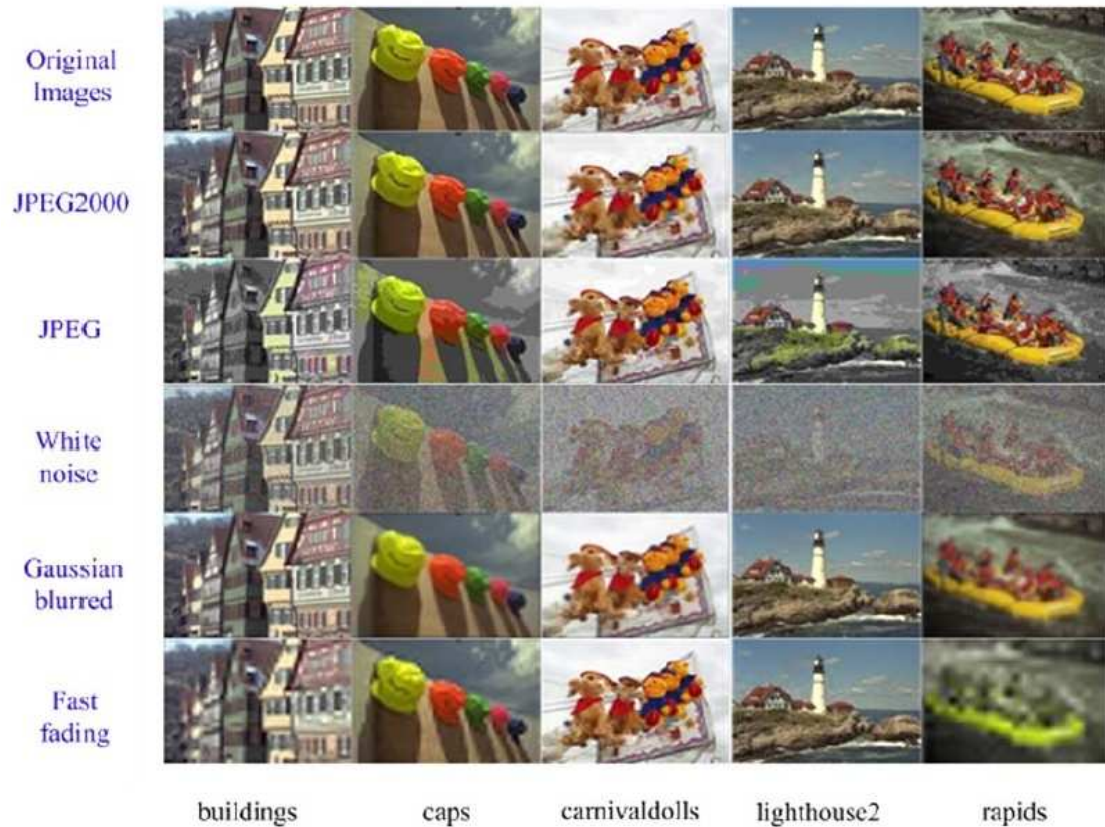 Original
Images
JPEG2000
JPEG
White
noise
Gaussian
blurred
Fast
fading
buildings
caps
carnivaldolls
lighthouse2
rapids